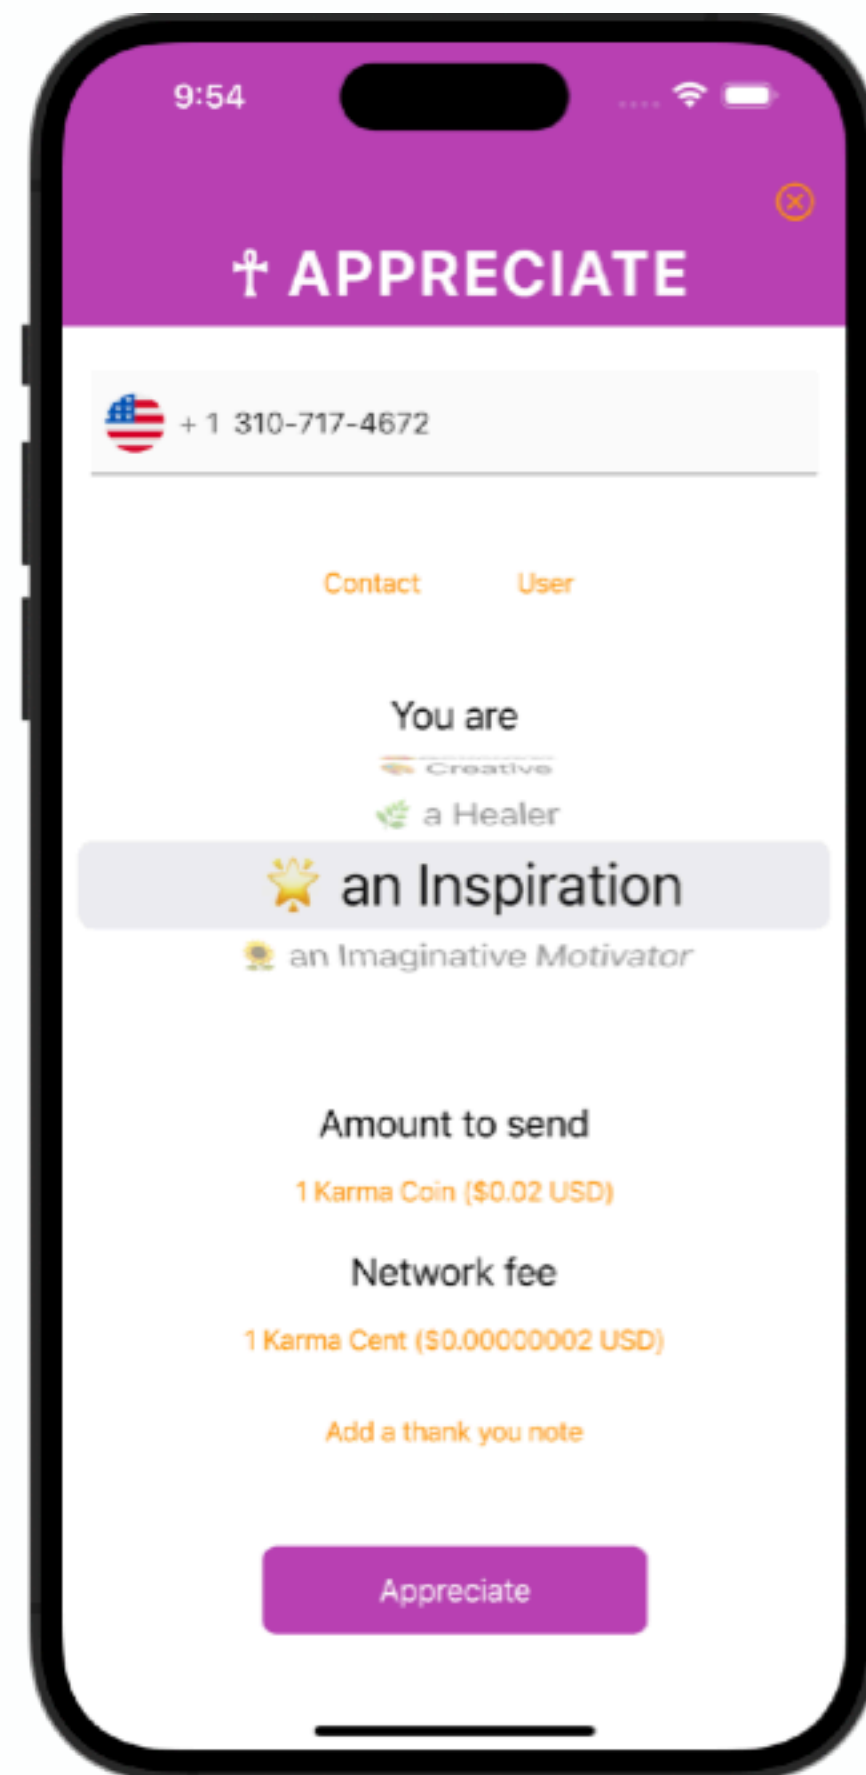 9:54
☥ APPRECIATE
+ 1 310-717-4672
Contact User
You are
Creative
a Healer
an Inspiration
an Imaginative Motivator
Amount to send
1 Karma Coin ($0.02 USD)
Network fee
1 Karma Cent ($0.00000002 USD)
Add a thank you note
Appreciate